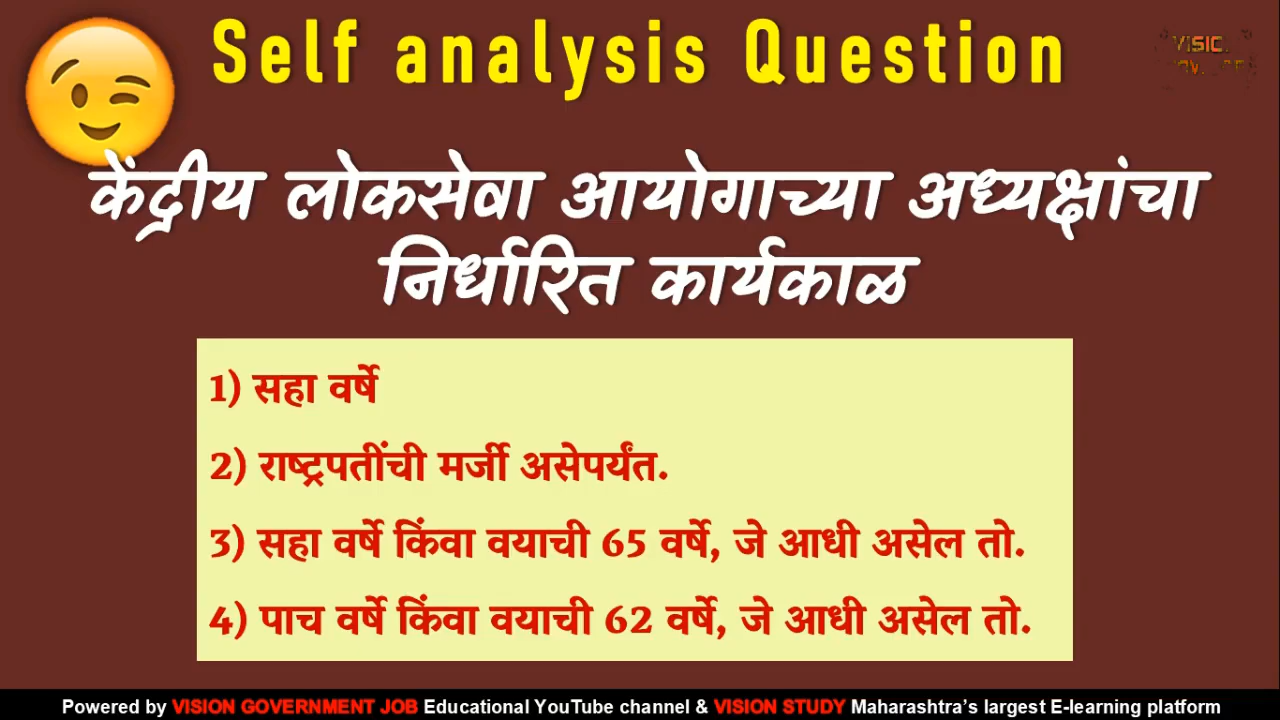 Self analysis Question
केंद्रीय लोकसेवा आयोगाच्या अध्यक्षांचा
निर्धारित कार्यकाळ
1) सहा वर्षे
2) राष्ट्रपतींची मर्जी असेपर्यंत.
3) सहा वर्षे किंवा वयाची 65 वर्षे, जे आधी असेल तो.
4) पाच वर्षे किंवा वयाची 62 वर्षे, जे आधी असेल तो.
Powered by VISION GOVERNMENT JOB Educational YouTube channel & VISION STUDY Maharashtra's largest E-learning platform